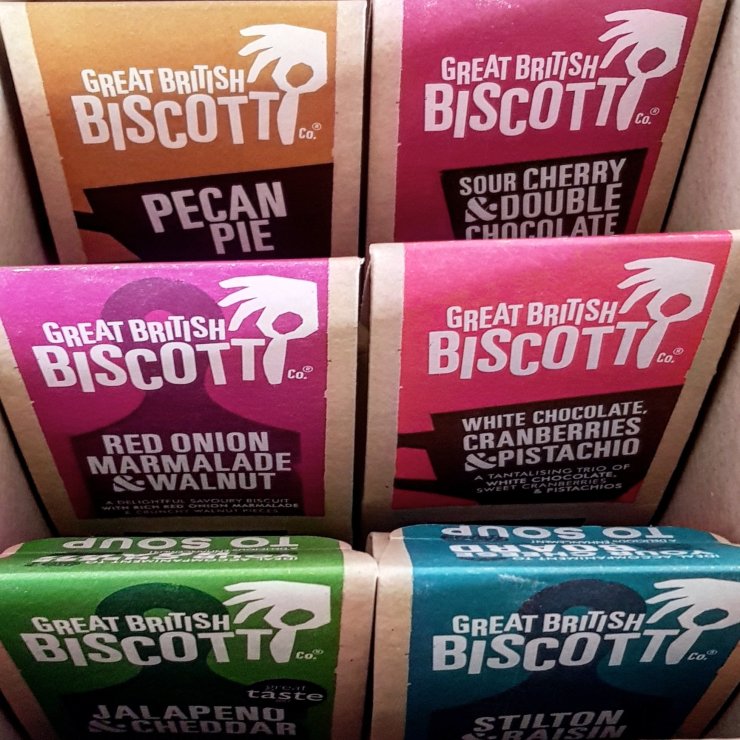 GREAT BRITISH
BISCOTTI
Co.®
PECAN
PIE
GREAT BRITISH
BISCOTTI
Co.®
SOUR CHERRY
& DOUBLE
CHOCOLATE
GREAT BRITISH
BISCOTTI
Co.®
RED ONION
MARMALADE
& WALNUT
A DELIGHTFUL SAVOURY BISCUIT
WITH RICH RED ONION MARMALADE
& CRUNCHY WALNUT PIECES
GREAT BRITISH
BISCOTTI
Co.®
WHITE CHOCOLATE,
CRANBERRIES
& PISTACHIO
A TANTALISING TRIO OF
WHITE CHOCOLATE,
SWEET CRANBERRIES
& PISTACHIOS
TO SOUP
GREAT BRITISH
BISCOTTI
Co.®
great
taste
JALAPENO
& CHEDDAR
TO SOUP
GREAT BRITISH
BISCOTTI
Co.®
STILTON
& RAISIN